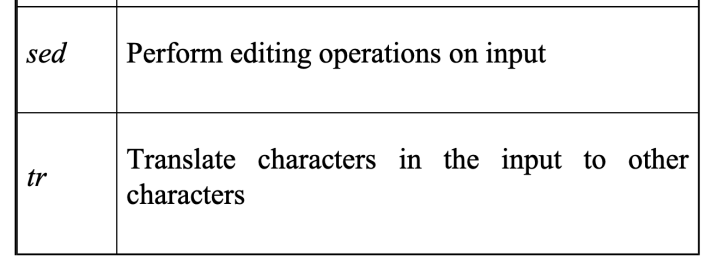 sed Perform editing operations on input
tr Translate characters in the input to other
characters